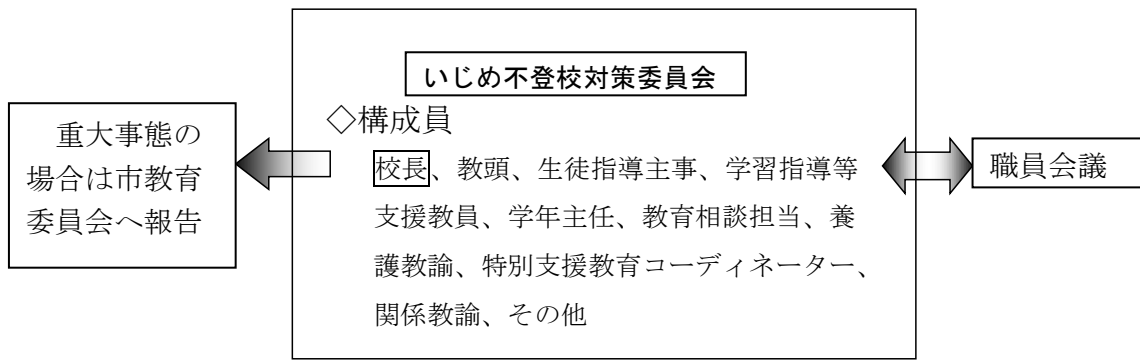 いじめ不登校対策委員会
◇構成員
校長、教頭、生徒指導主事、学習指導等
支援教員、学年主任、教育相談担当、養
護教諭、特別支援教育コーディネーター、
関係教諭、その他
重大事態の
場合は市教育
委員会へ報告
職員会議